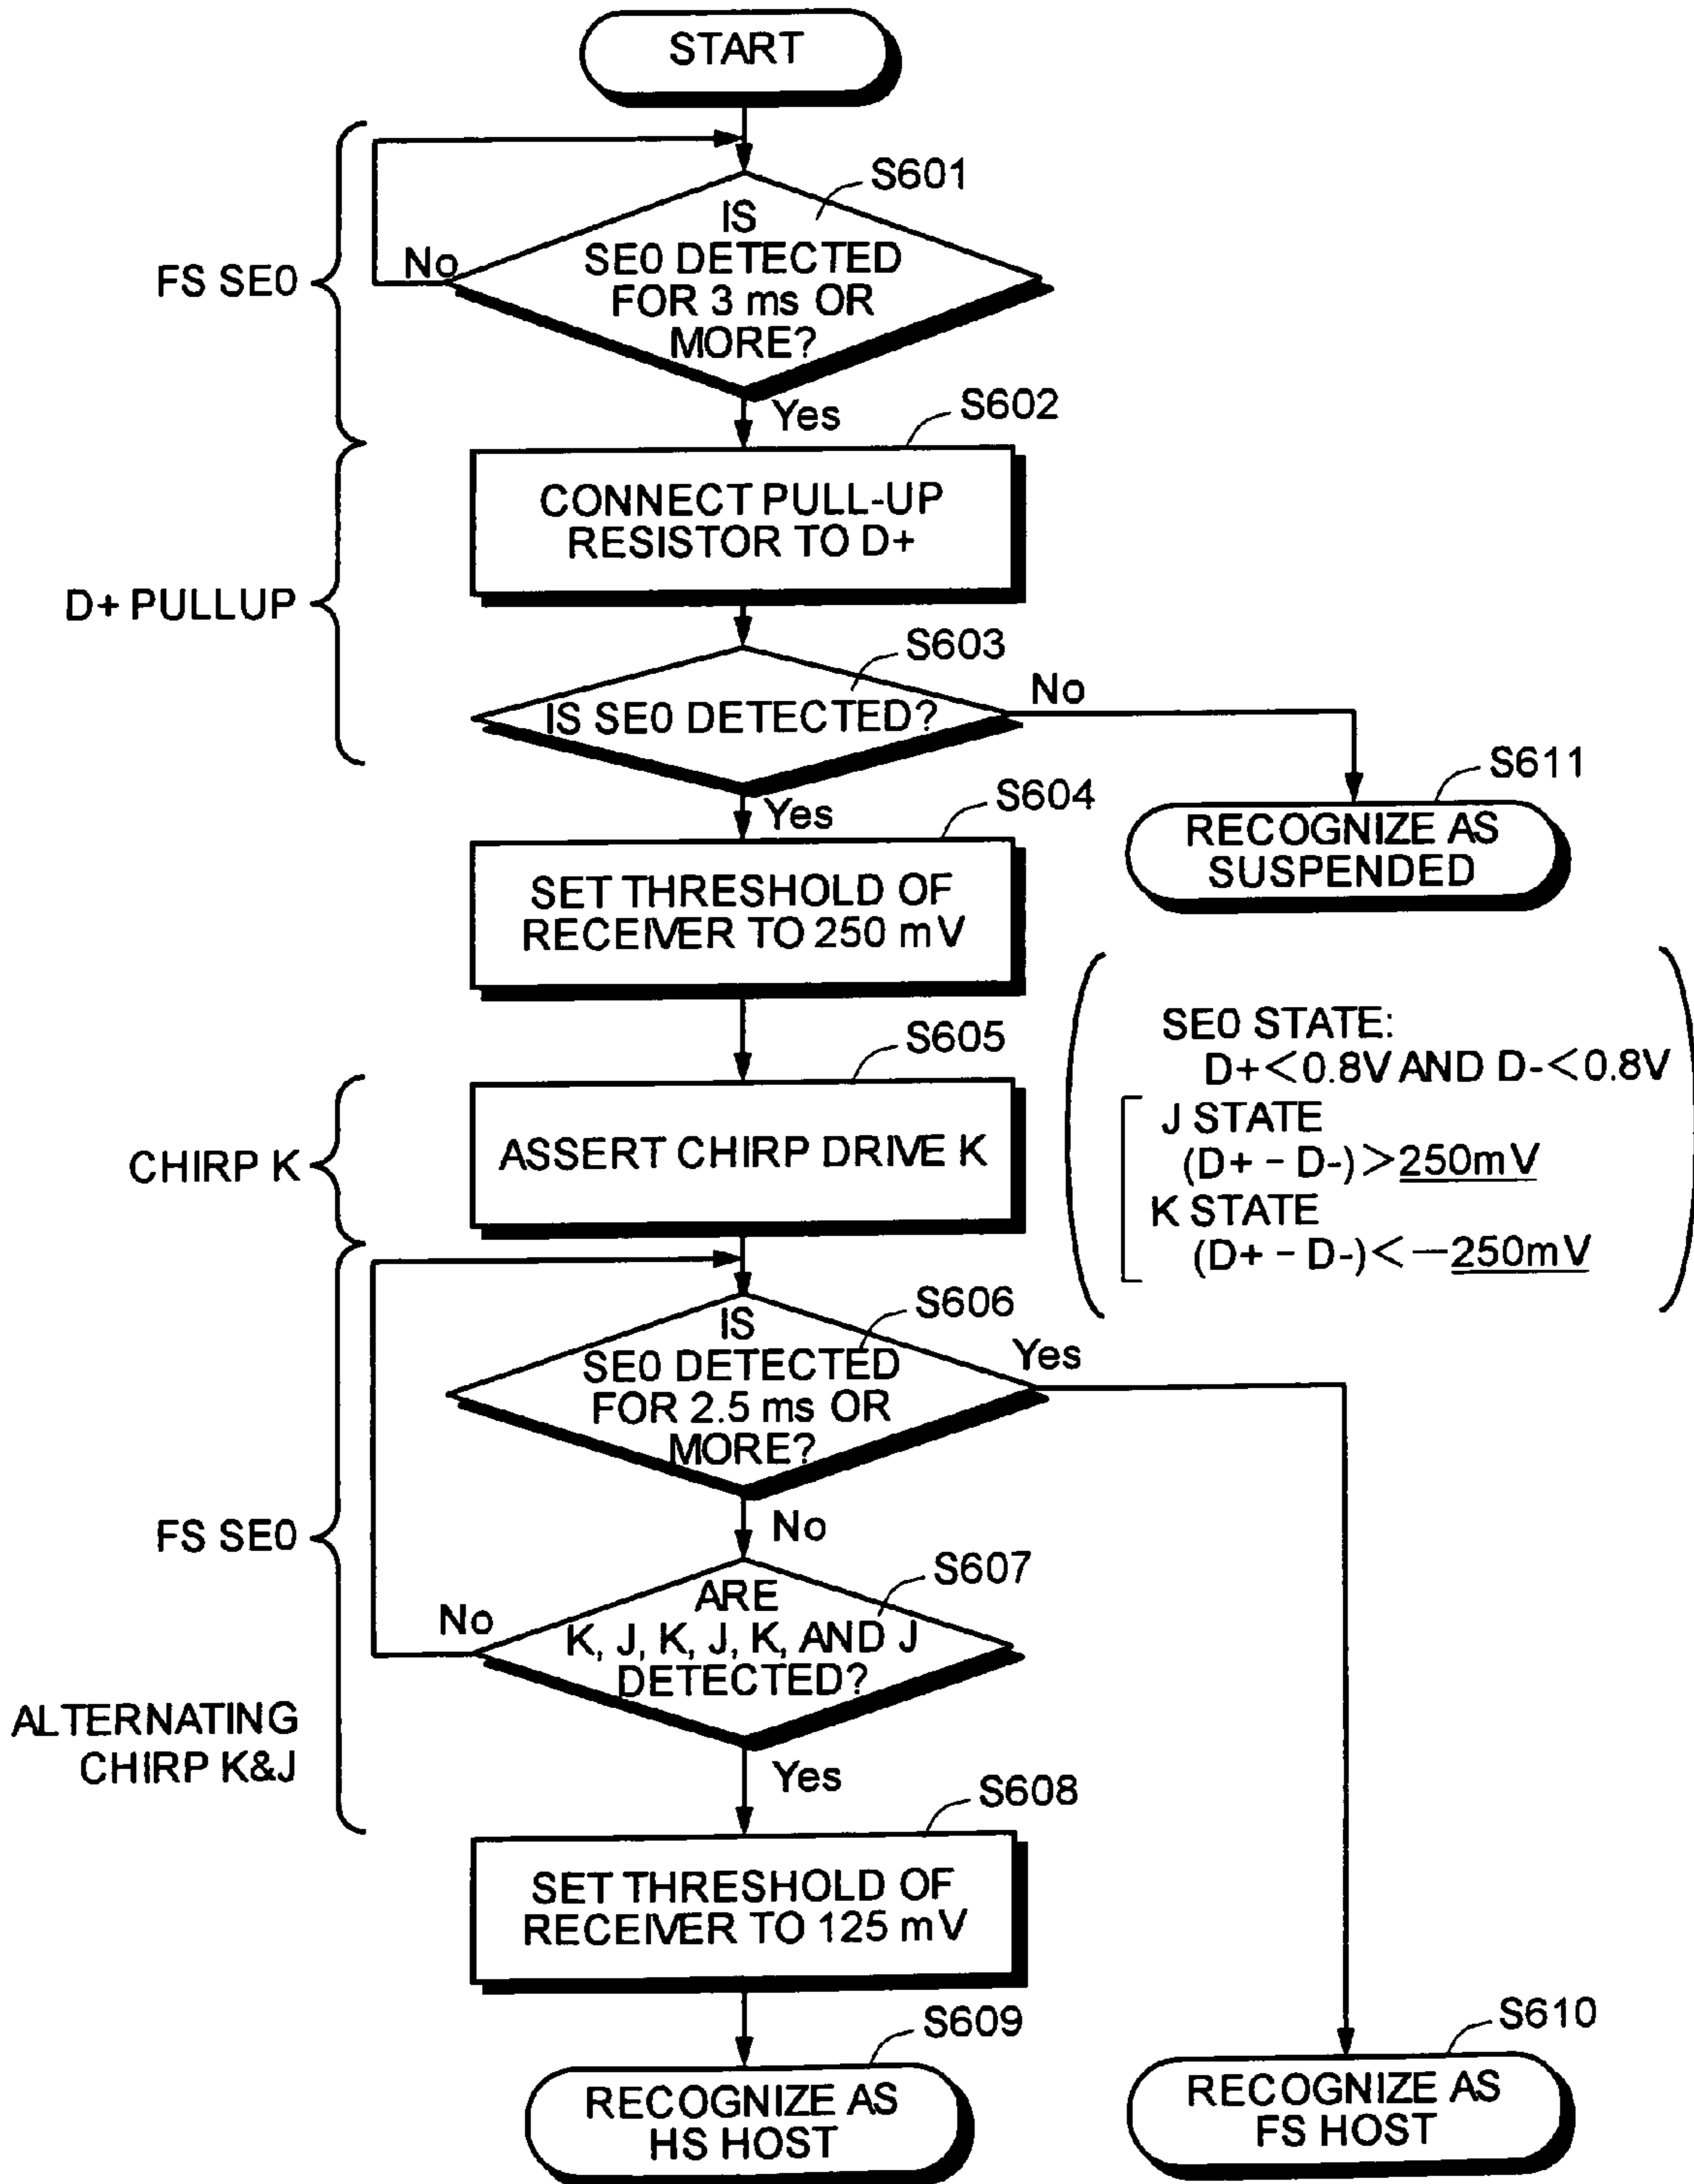 START
S601
IS
SE0 DETECTED
FOR 3 ms OR
MORE?
No
FS SE0
Yes
S602
CONNECT PULL-UP
RESISTOR TO D+
D+ PULLUP
S603
IS SE0 DETECTED?
No
S611
RECOGNIZE AS
SUSPENDED
Yes
S604
SET THRESHOLD OF
RECEIVER TO 250 mV
SE0 STATE:
D+<0.8V AND D-<0.8V
J STATE
(D+ - D-)>250mV
K STATE
(D+ - D-)<-250mV
S605
ASSERT CHIRP DRIVE K
CHIRP K
S606
IS
SE0 DETECTED
FOR 2.5 ms OR
MORE?
Yes
No
FS SE0
S607
ARE
K, J, K, J, K, AND J
DETECTED?
No
ALTERNATING
CHIRP K&J
Yes
S608
SET THRESHOLD OF
RECEIVER TO 125 mV
S609
RECOGNIZE AS
HS HOST
S610
RECOGNIZE AS
FS HOST